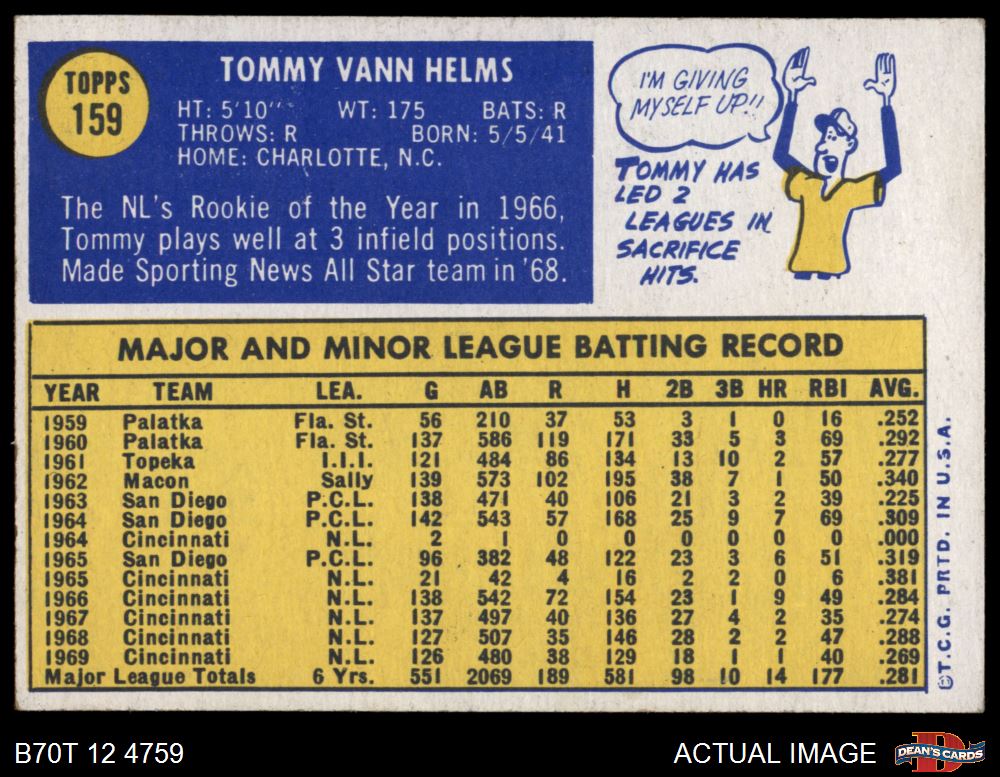 TOPPS
159
TOMMY VANN HELMS
HT: 5'10" WT: 175 BATS: R
THROWS: R BORN: 5/5/41
HOME: CHARLOTTE, N.C.
The NL's Rookie of the Year in 1966,
Tommy plays well at 3 infield positions.
Made Sporting News All Star team in '68.
I'M GIVING
MYSELF UP!!
TOMMY HAS
LED 2
LEAGUES IN
SACRIFICE
HITS.
MAJOR AND MINOR LEAGUE BATTING RECORD
YEAR TEAM LEA. G AB R H 2B 3B HR RBI AVG.
1959 Palatka Fla. St. 56 210 37 53 3 1 0 16 .252
1960 Palatka Fla. St. 137 586 119 171 33 5 3 69 .292
1961 Topeka I.I.I. 121 484 86 134 13 10 2 57 .277
1962 Macon Sally 139 573 102 195 38 7 1 50 .340
1963 San Diego P.C.L. 138 471 40 106 21 3 2 39 .225
1964 San Diego P.C.L. 142 543 57 168 25 9 7 69 .309
1964 Cincinnati N.L. 2 1 0 0 0 0 0 0 .000
1965 San Diego P.C.L. 96 382 48 122 23 3 6 51 .319
1965 Cincinnati N.L. 21 42 4 16 2 2 0 6 .381
1966 Cincinnati N.L. 138 542 72 154 23 1 9 49 .284
1967 Cincinnati N.L. 137 497 40 136 27 4 2 35 .274
1968 Cincinnati N.L. 127 507 35 146 28 2 2 47 .288
1969 Cincinnati N.L. 126 480 38 129 18 1 1 40 .269
Major League Totals 6 Yrs. 551 2069 189 581 98 10 14 177 .281
©T.C.G. PRTD. IN U.S.A.
B70T 12 4759
ACTUAL IMAGE
D
DEAN'S CARDS